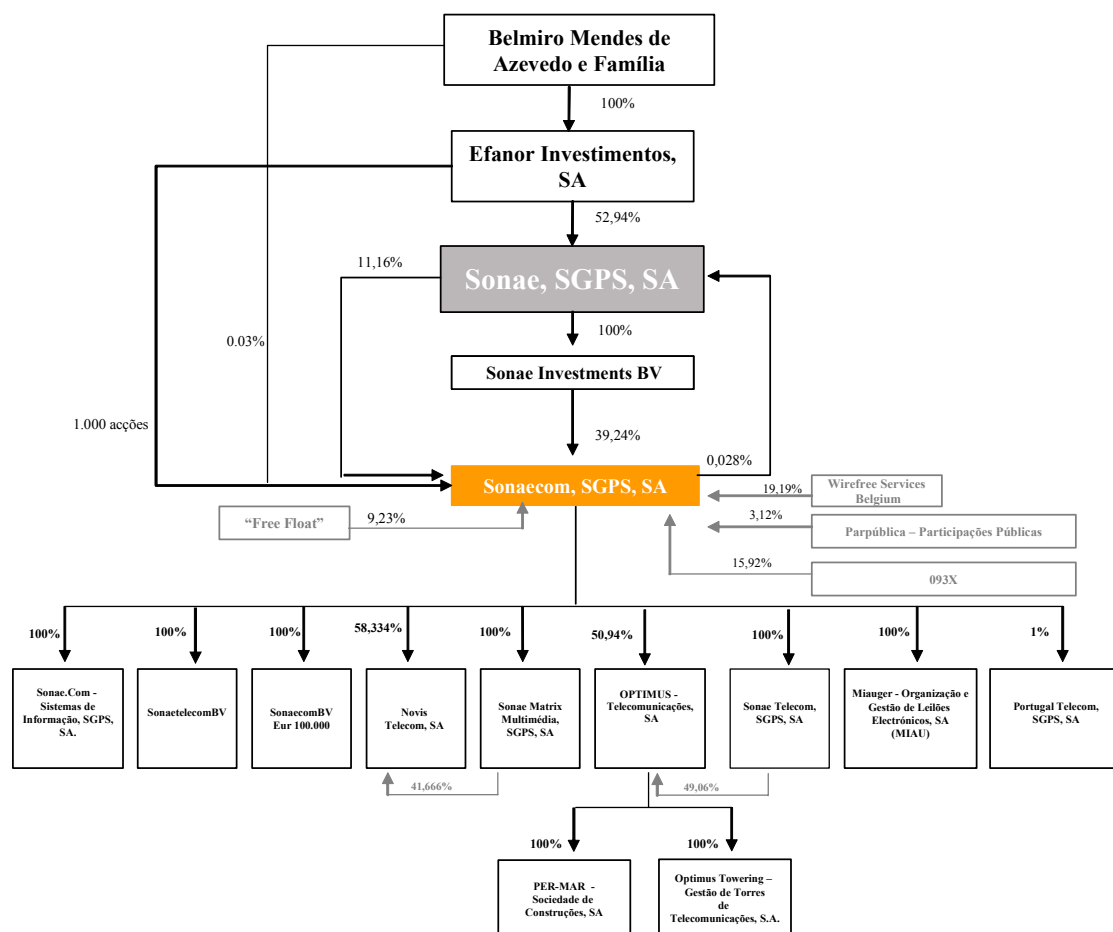 Belmiro Mendes de
Azevedo e Família
100%
Efanor Investimentos,
SA
52,94%
11,16%
Sonae, SGPS, SA
0.03%
100%
Sonae Investments BV
1.000 acções
39,24%
0,028%
Sonaecom, SGPS, SA
19,19%
Wirefree Services
Belgium
“Free Float”
9,23%
3,12%
Parpública – Participações Públicas
15,92%
093X
100%
100%
100%
58,334%
100%
50,94%
100%
100%
1%
Sonae.Com -
Sistemas de
Informação, SGPS,
SA.
SonaetelecomBV
SonaecomBV
Eur 100.000
Novis
Telecom, SA
Sonae Matrix
Multimédia,
SGPS, SA
OPTIMUS -
Telecomunicações,
SA
Sonae Telecom,
SGPS, SA
Miauger - Organização e
Gestão de Leilões
Electrónicos, SA
(MIAU)
Portugal Telecom,
SGPS, SA
41,666%
49,06%
100%
100%
PER-MAR -
Sociedade de
Construções, SA
Optimus Towering –
Gestão de Torres
de
Telecomunicações, S.A.